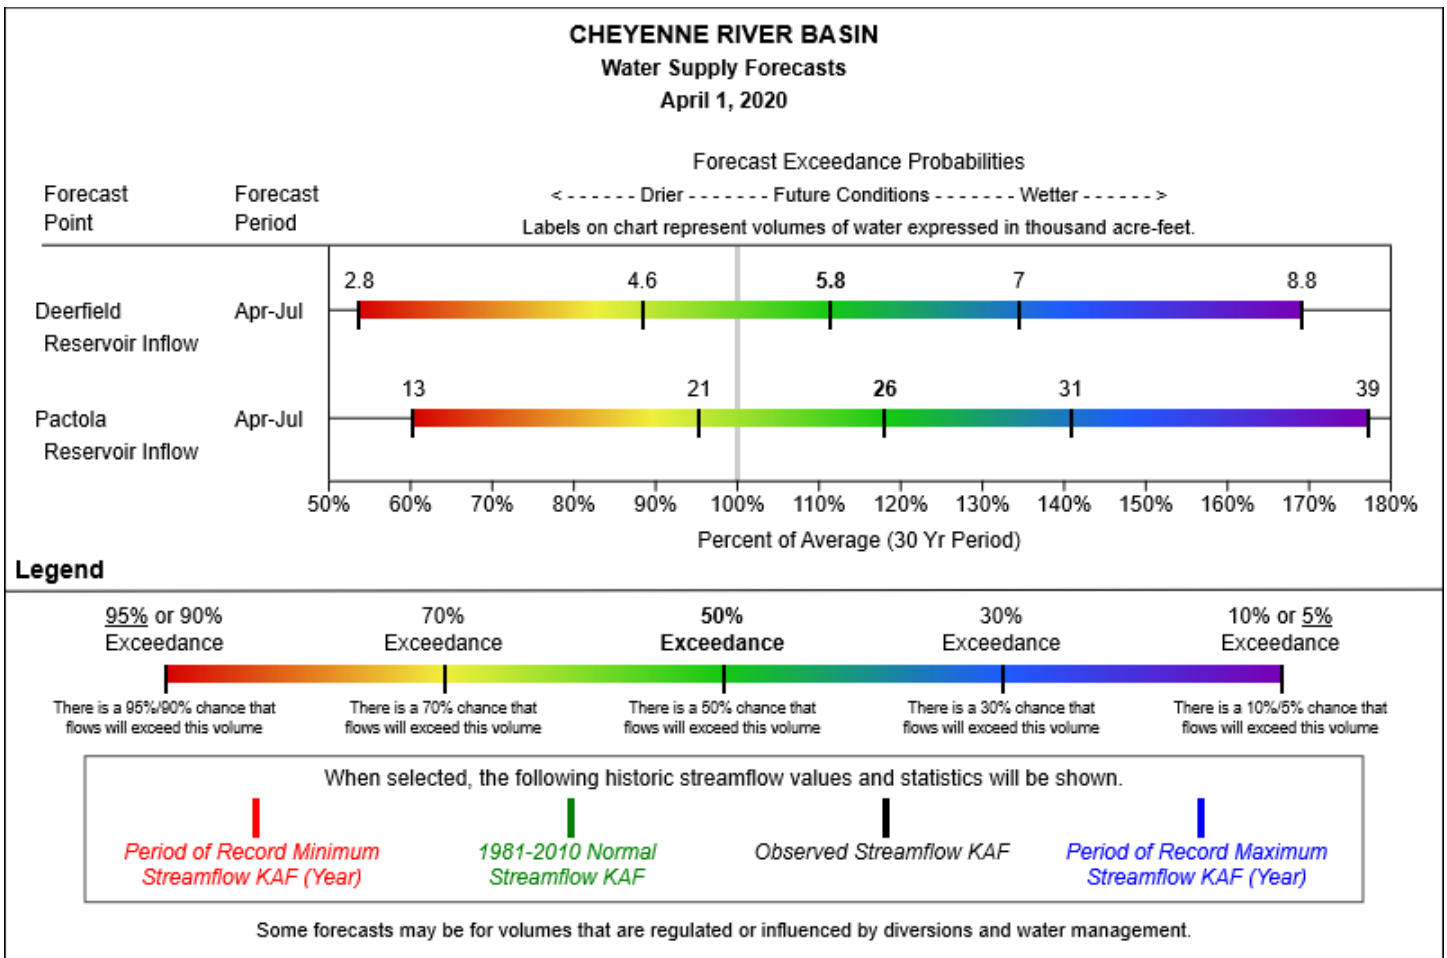 CHEYENNE RIVER BASIN
Water Supply Forecasts
April 1, 2020
Forecast Exceedance Probabilities
Forecast Point
Forecast Period
< - - - - - - Drier - - - - - - - Future Conditions - - - - - - - Wetter - - - - - - >
Labels on chart represent volumes of water expressed in thousand acre-feet.
2.8 4.6 5.8 7 8.8
Deerfield Apr-Jul
Reservoir Inflow
13 21 26 31 39
Pactola Apr-Jul
Reservoir Inflow
50% 60% 70% 80% 90% 100% 110% 120% 130% 140% 150% 160% 170% 180%
Percent of Average (30 Yr Period)
Legend
95% or 90% 70% 50% 30% 10% or 5%
Exceedance Exceedance Exceedance Exceedance Exceedance
There is a 95%/90% chance that
flows will exceed this volume
There is a 70% chance that
flows will exceed this volume
There is a 50% chance that
flows will exceed this volume
There is a 30% chance that
flows will exceed this volume
There is a 10%/5% chance that
flows will exceed this volume
When selected, the following historic streamflow values and statistics will be shown.
Period of Record Minimum
Streamflow KAF (Year)
1981-2010 Normal
Streamflow KAF
Observed Streamflow KAF
Period of Record Maximum
Streamflow KAF (Year)
Some forecasts may be for volumes that are regulated or influenced by diversions and water management.